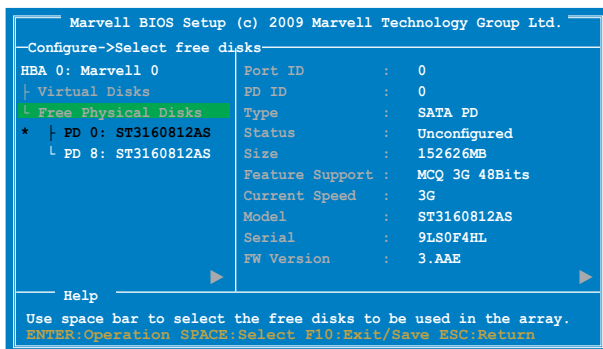 Marvell BIOS Setup (c) 2009 Marvell Technology Group Ltd.
Configure->Select free disks
HBA 0: Marvell 0
Virtual Disks
Free Physical Disks
* PD 0: ST3160812AS
PD 8: ST3160812AS
Port ID : 0
PD ID : 0
Type : SATA PD
Status : Unconfigured
Size : 152626MB
Feature Support : MCQ 3G 48Bits
Current Speed : 3G
Model : ST3160812AS
Serial : 9LS0F4HL
FW Version : 3.AAE
Help
Use space bar to select the free disks to be used in the array.
ENTER:Operation SPACE:Select F10:Exit/Save ESC:Return